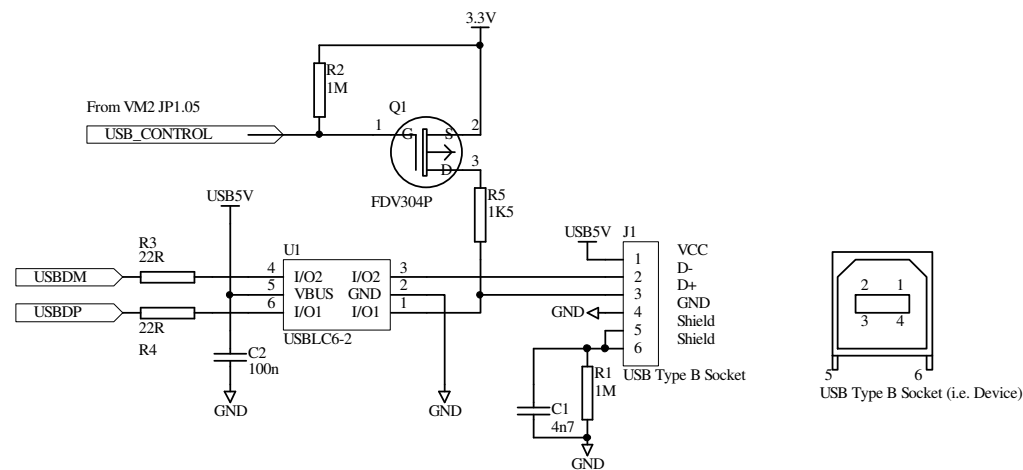 3.3V
R2
1M
From VM2 JP1.05
USB_CONTROL
Q1
1
G
S
2
D
3
FDV304P
R5
1K5
USB5V
R3
22R
USBDM
USBDP
22R
R4
U1
4
I/O2
I/O2
3
5
VBUS
GND
2
6
I/O1
I/O1
1
USBLC6-2
C2
100n
GND
GND
USB5V
J1
1
VCC
2
D-
3
D+
GND
4
GND
5
Shield
6
Shield
USB Type B Socket
R1
1M
C1
4n7
GND
2
1
3
4
5
6
USB Type B Socket (i.e. Device)